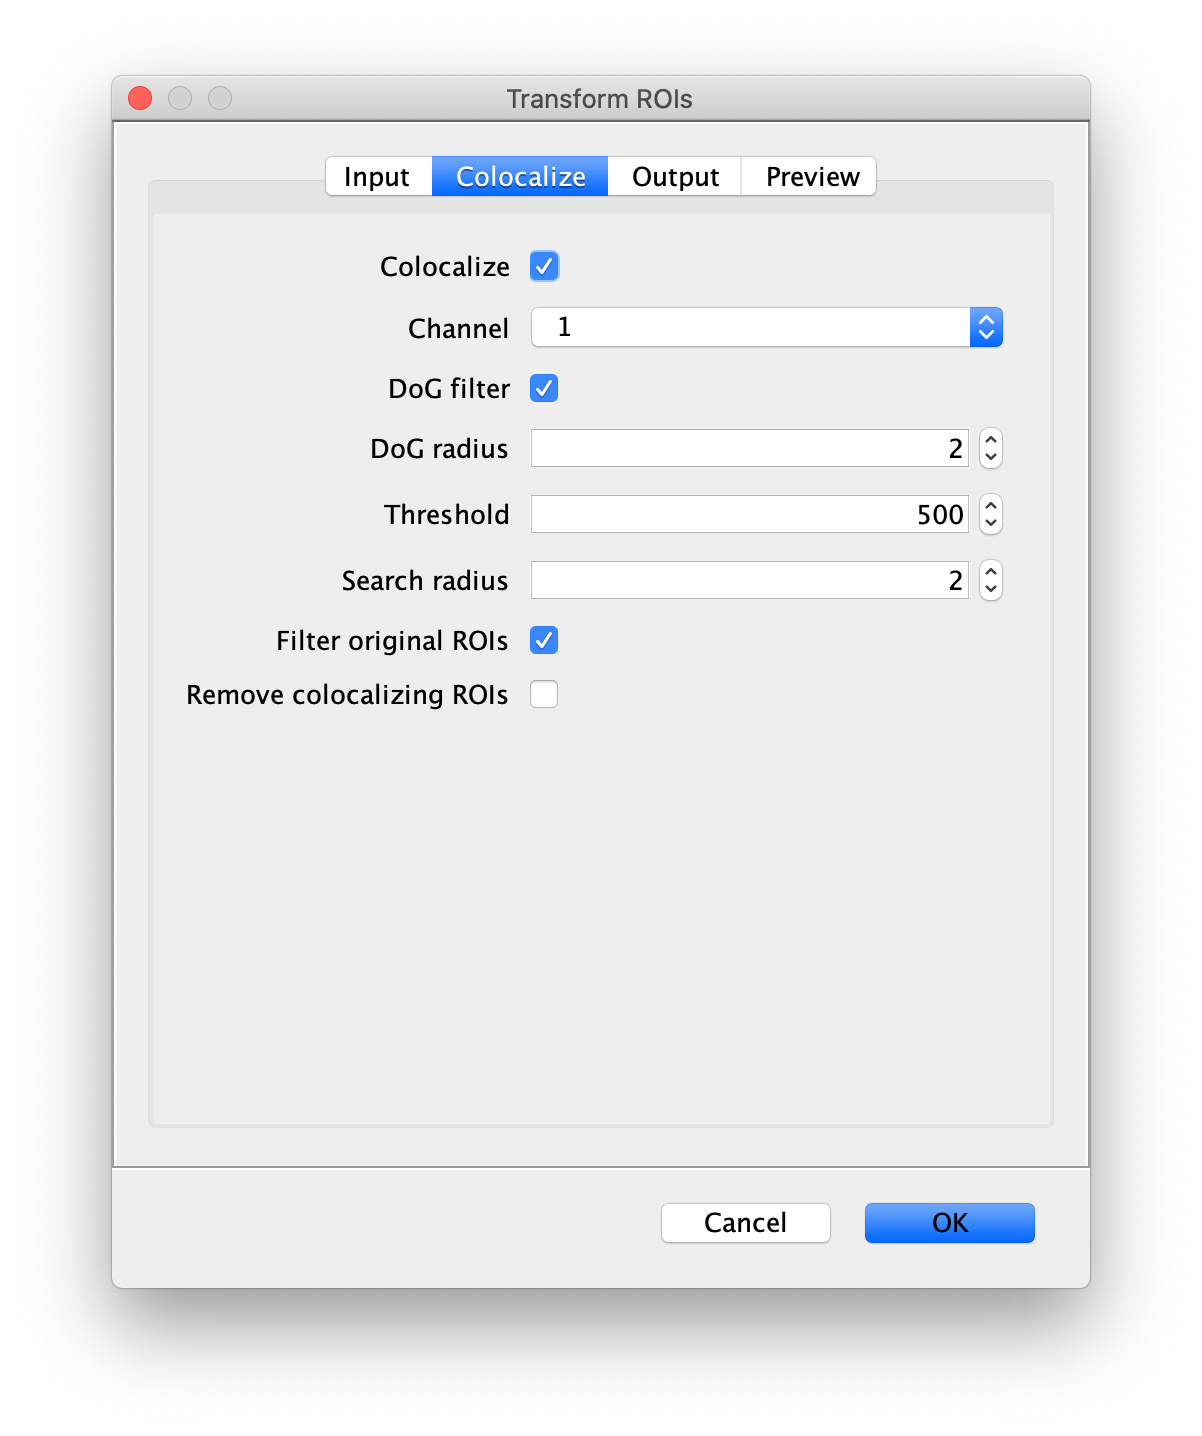 Transform ROIs
Input Colocalize Output Preview
Colocalize
Channel 1
DoG filter
DoG radius 2
Threshold 500
Search radius 2
Filter original ROIs
Remove colocalizing ROIs
Cancel OK